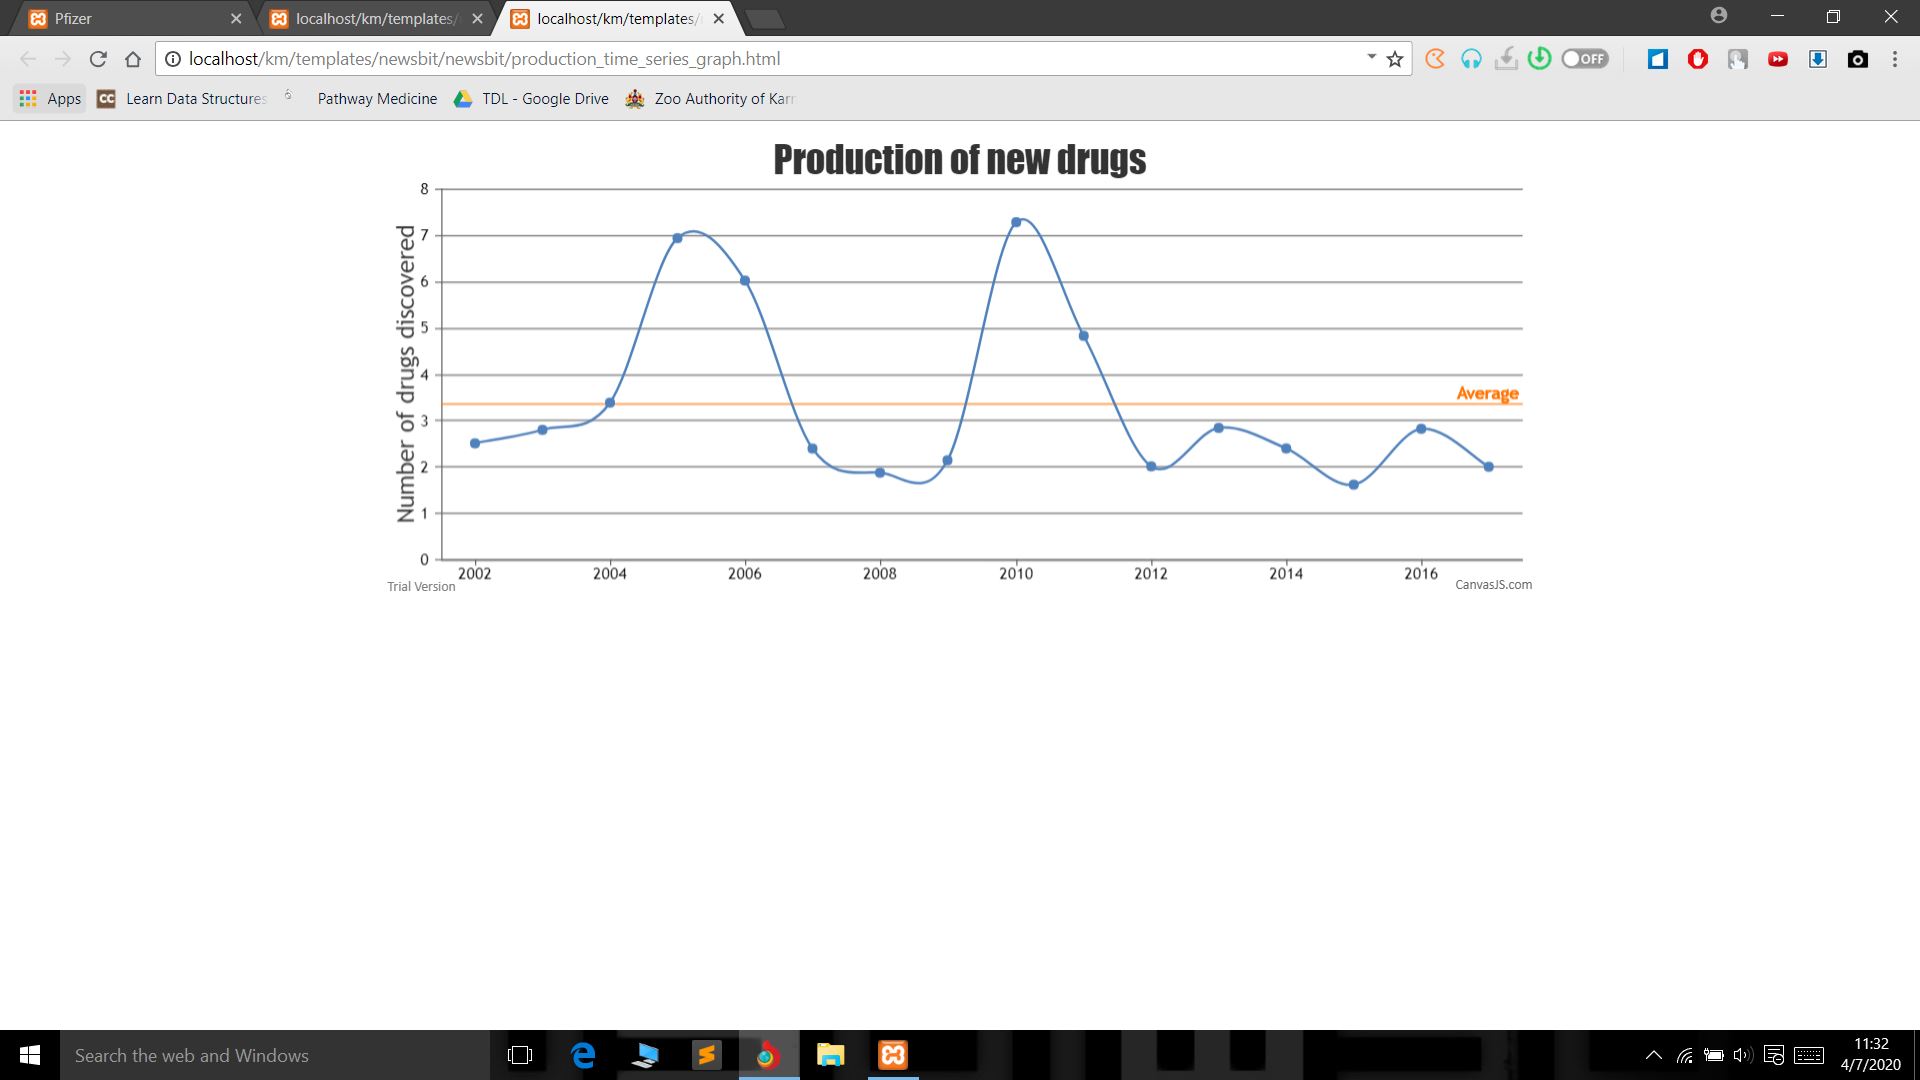 Pfizer
localhost/km/templates/
localhost/km/templates/
localhost/km/templates/newsbit/newsbit/production_time_series_graph.html
OFF
Apps
CC
Learn Data Structures
Pathway Medicine
TDL - Google Drive
Zoo Authority of Karn
Production of new drugs
Number of drugs discovered
8
7
6
5
4
3
2
1
0
Average
2002 2004 2006 2008 2010 2012 2014 2016
Trial Version
CanvasJS.com
Search the web and Windows
11:32
4/7/2020